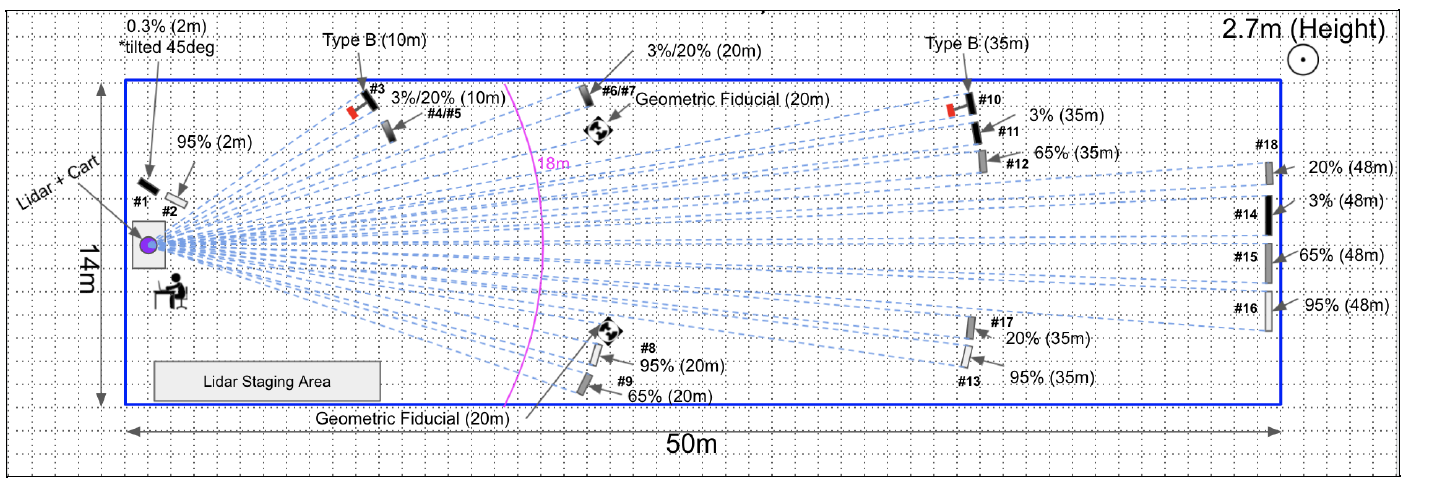 0.3% (2m)
*tilted 45deg
Type B (10m)
3%/20% (20m)
Type B (35m)
2.7m (Height)
#3
3%/20% (10m)
#4/#5
#6/#7
Geometric Fiducial (20m)
#10
3% (35m)
#11
65% (35m)
#12
95% (2m)
18m
#18
20% (48m)
Lidar + Cart
#1
#2
#14
3% (48m)
14m
#15
65% (48m)
#16
95% (48m)
#17
20% (35m)
#8
95% (20m)
#13
95% (35m)
Lidar Staging Area
#9
65% (20m)
Geometric Fiducial (20m)
50m